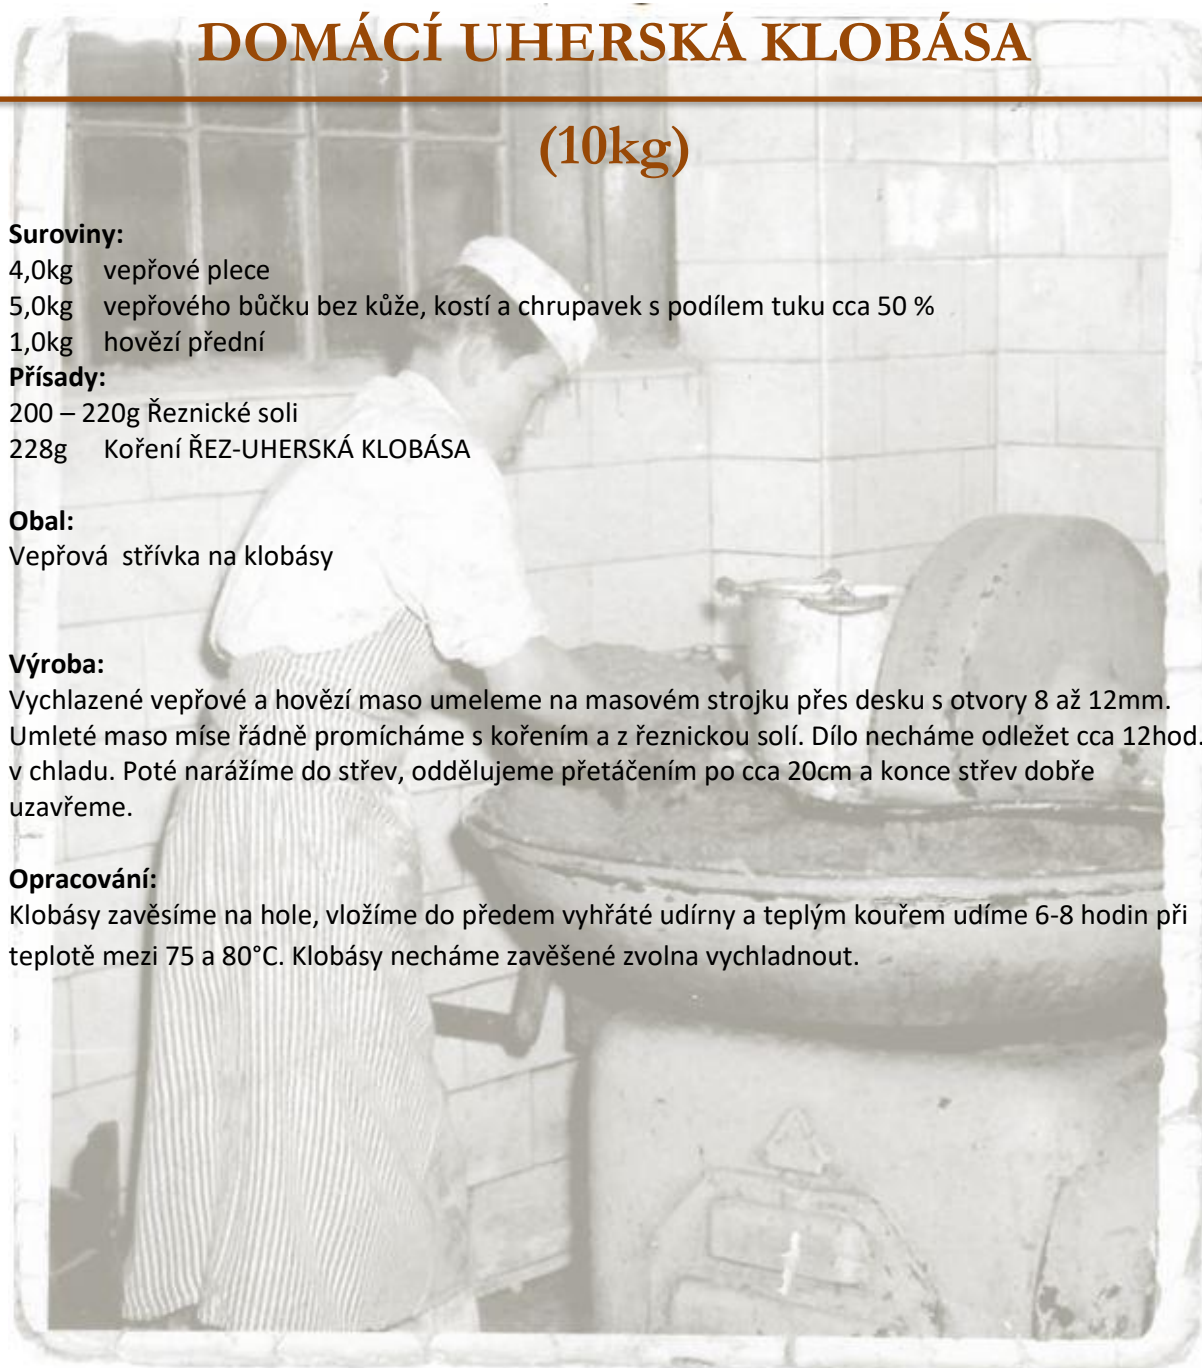 DOMÁCÍ UHERSKÁ KLOBÁSA
(10kg)
Suroviny:
4,0kg vepřové plece
5,0kg vepřového bůčku bez kůže, kostí a chrupavek s podílem tuku cca 50 %
1,0kg hovězí přední
Přísady:
200 – 220g Řeznické soli
228g Koření ŘEZ-UHERSKÁ KLOBÁSA
Obal:
Vepřová střívka na klobásy
Výroba:
Vychlazené vepřové a hovězí maso umeleme na masovém strojku přes desku s otvory 8 až 12mm.
Umleté maso míse řádně promícháme s kořením a z řeznickou solí. Dílo necháme odležet cca 12hod.
v chladu. Poté narážíme do střev, oddělujeme přetáčením po cca 20cm a konce střev dobře
uzavřeme.
Opracování:
Klobásy zavěsíme na hole, vložíme do předem vyhřáté udírny a teplým kouřem udíme 6-8 hodin při
teplotě mezi 75 a 80°C. Klobásy necháme zavěšené zvolna vychladnout.